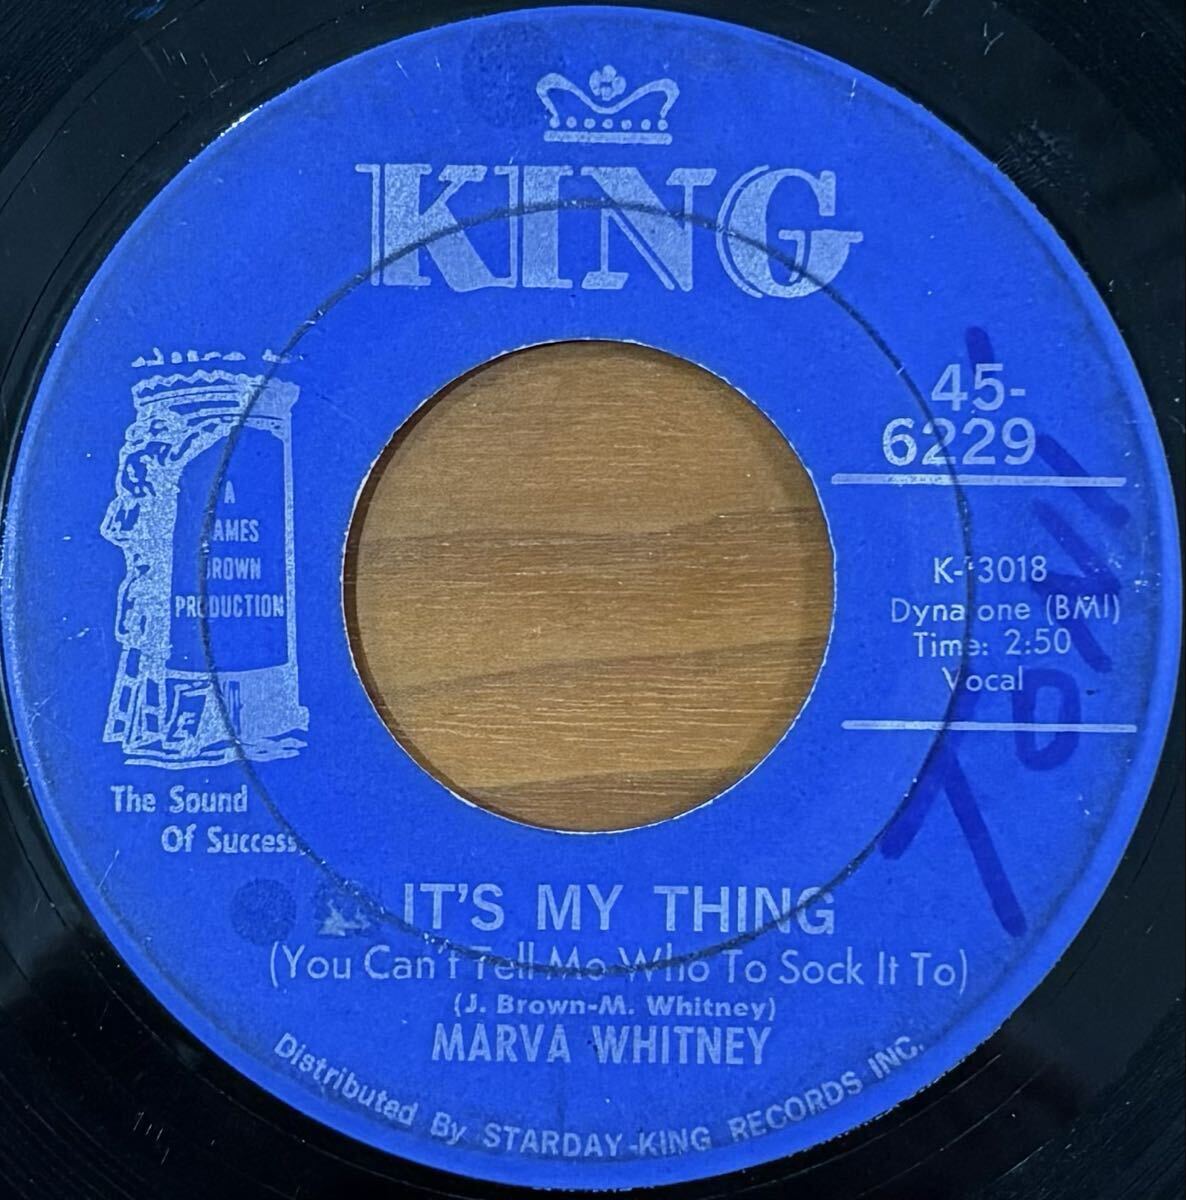 KING
45-
6229
A
JAMES
BROWN
PRODUCTION
K-13018
Dynatone (BMI)
Time: 2:50
Vocal
The Sound
Of Success
IT'S MY THING
(You Can't Tell Me Who To Sock It To)
(J. Brown-M. Whitney)
MARVA WHITNEY
Distributed By STARDAY-KING RECORDS INC.